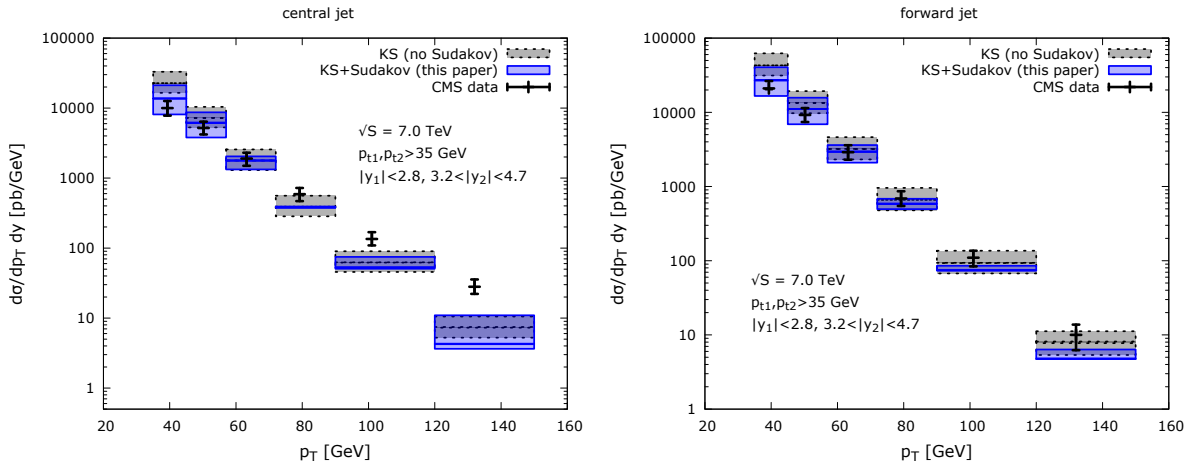 central jet
dσ/dp_T dy [pb/GeV]
100000
10000
1000
100
10
1
KS (no Sudakov)
KS+Sudakov (this paper)
CMS data
√S = 7.0 TeV
p_t1,p_t2>35 GeV
|y_1|<2.8, 3.2<|y_2|<4.7
20 40 60 80 100 120 140 160
p_T [GeV]
forward jet
dσ/dp_T dy [pb/GeV]
100000
10000
1000
100
10
1
KS (no Sudakov)
KS+Sudakov (this paper)
CMS data
√S = 7.0 TeV
p_t1,p_t2>35 GeV
|y_1|<2.8, 3.2<|y_2|<4.7
20 40 60 80 100 120 140 160
p_T [GeV]